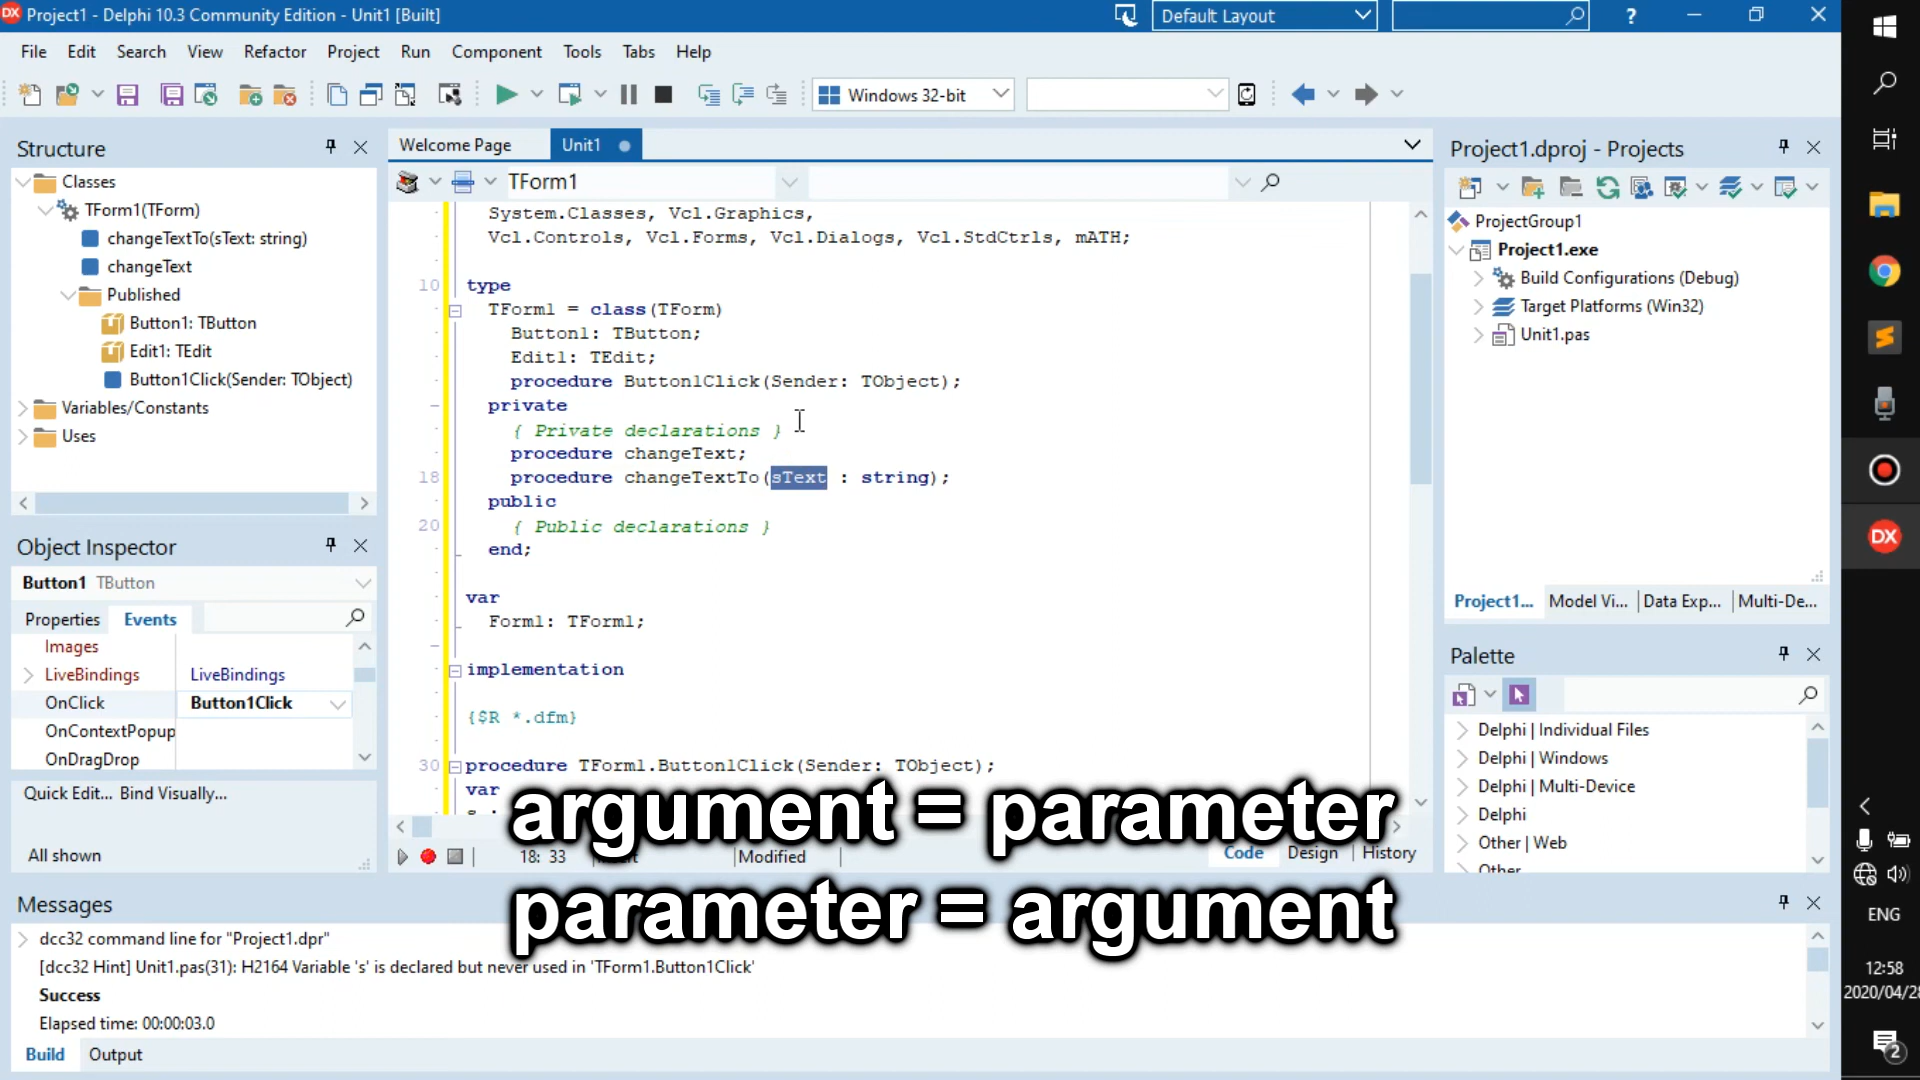 Project1 - Delphi 10.3 Community Edition - Unit1 [Built]
Default Layout
?
File Edit Search View Refactor Project Run Component Tools Tabs Help
Windows 32-bit
Structure
Classes
TForm1(TForm)
changeTextTo(sText: string)
changeText
Published
Button1: TButton
Edit1: TEdit
Button1Click(Sender: TObject)
Variables/Constants
Uses
Object Inspector
Button1 TButton
Properties Events
Images
LiveBindings LiveBindings
OnClick Button1Click
OnContextPopup
OnDragDrop
Quick Edit... Bind Visually...
All shown
Welcome Page Unit1
TForm1
System.Classes, Vcl.Graphics,
Vcl.Controls, Vcl.Forms, Vcl.Dialogs, Vcl.StdCtrls, mATH;
10 type
TForm1 = class(TForm)
Button1: TButton;
Edit1: TEdit;
procedure Button1Click(Sender: TObject);
private
{ Private declarations }
procedure changeText;
18 procedure changeTextTo(sText : string);
public
20 { Public declarations }
end;
var
Form1: TForm1;
implementation
{$R *.dfm}
30 procedure TForm1.Button1Click(Sender: TObject);
var
18: 33 Modified
Code Design History
argument = parameter
parameter = argument
Project1.dproj - Projects
ProjectGroup1
Project1.exe
Build Configurations (Debug)
Target Platforms (Win32)
Unit1.pas
Project1... Model Vi... Data Exp... Multi-De...
Palette
Delphi | Individual Files
Delphi | Windows
Delphi | Multi-Device
Delphi
Other | Web
Other
Messages
dcc32 command line for "Project1.dpr"
[dcc32 Hint] Unit1.pas(31): H2164 Variable 's' is declared but never used in 'TForm1.Button1Click'
Success
Elapsed time: 00:00:03.0
Build Output
DX
DX
ENG
12:58
2020/04/28
2